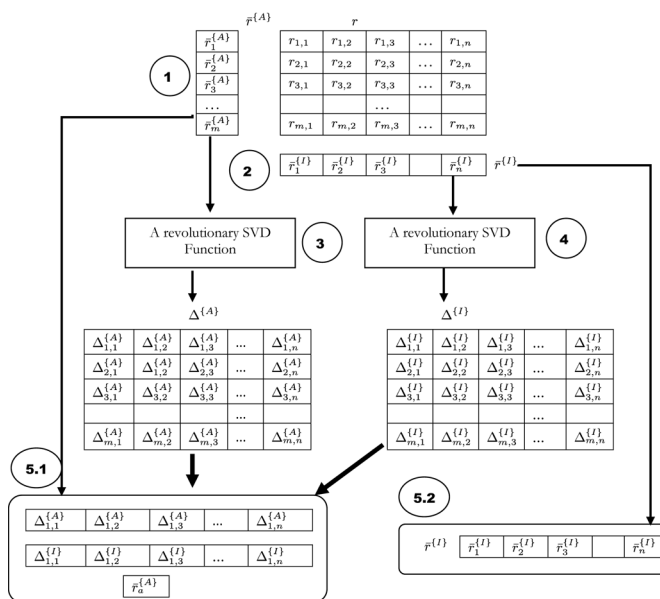 r̄^{A} r
r̄_1^{A} r_{1,1} r_{1,2} r_{1,3} ... r_{1,n}
r̄_2^{A} r_{2,1} r_{2,2} r_{2,3} ... r_{2,n}
1 r̄_3^{A} r_{3,1} r_{3,2} r_{3,3} ... r_{3,n}
... ...
r̄_m^{A} r_{m,1} r_{m,2} r_{m,3} ... r_{m,n}
2 r̄_1^{I} r̄_2^{I} r̄_3^{I} r̄_n^{I} r̄^{I}
A revolutionary SVD
Function
3
A revolutionary SVD
Function
4
Δ^{A}
Δ_{1,1}^{A} Δ_{1,2}^{A} Δ_{1,3}^{A} ... Δ_{1,n}^{A}
Δ_{2,1}^{A} Δ_{1,2}^{A} Δ_{2,3}^{A} ... Δ_{2,n}^{A}
Δ_{3,1}^{A} Δ_{3,2}^{A} Δ_{3,3}^{A} ... Δ_{3,n}^{A}
...
Δ_{m,1}^{A} Δ_{m,2}^{A} Δ_{m,3}^{A} ... Δ_{m,n}^{A}
Δ^{I}
Δ_{1,1}^{I} Δ_{1,2}^{I} Δ_{1,3}^{I} ... Δ_{1,n}^{I}
Δ_{2,1}^{I} Δ_{2,2}^{I} Δ_{2,3}^{I} ... Δ_{2,n}^{I}
Δ_{3,1}^{I} Δ_{3,2}^{I} Δ_{3,3}^{I} ... Δ_{3,n}^{I}
...
Δ_{m,1}^{I} Δ_{m,2}^{I} Δ_{m,3}^{I} ... Δ_{m,n}^{I}
5.1
Δ_{1,1}^{A} Δ_{1,2}^{A} Δ_{1,3}^{A} ... Δ_{1,n}^{A}
Δ_{1,1}^{I} Δ_{1,2}^{I} Δ_{1,3}^{I} ... Δ_{1,n}^{I}
r̄_a^{A}
5.2
r̄^{I} r̄_1^{I} r̄_2^{I} r̄_3^{I} r̄_n^{I}